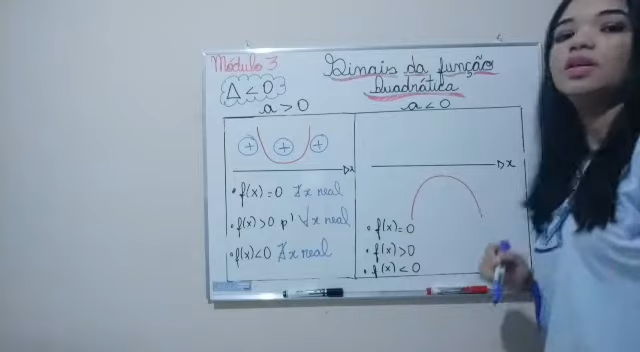 Módulo 3
Sinais da função
Quadrática
Δ < 0
a > 0
a < 0
+ + +
x
x
• f(x) = 0 ∄ x real
• f(x) > 0 p/ ∀ x real
• f(x) < 0 ∄ x real
• f(x) = 0
• f(x) > 0
• f(x) < 0